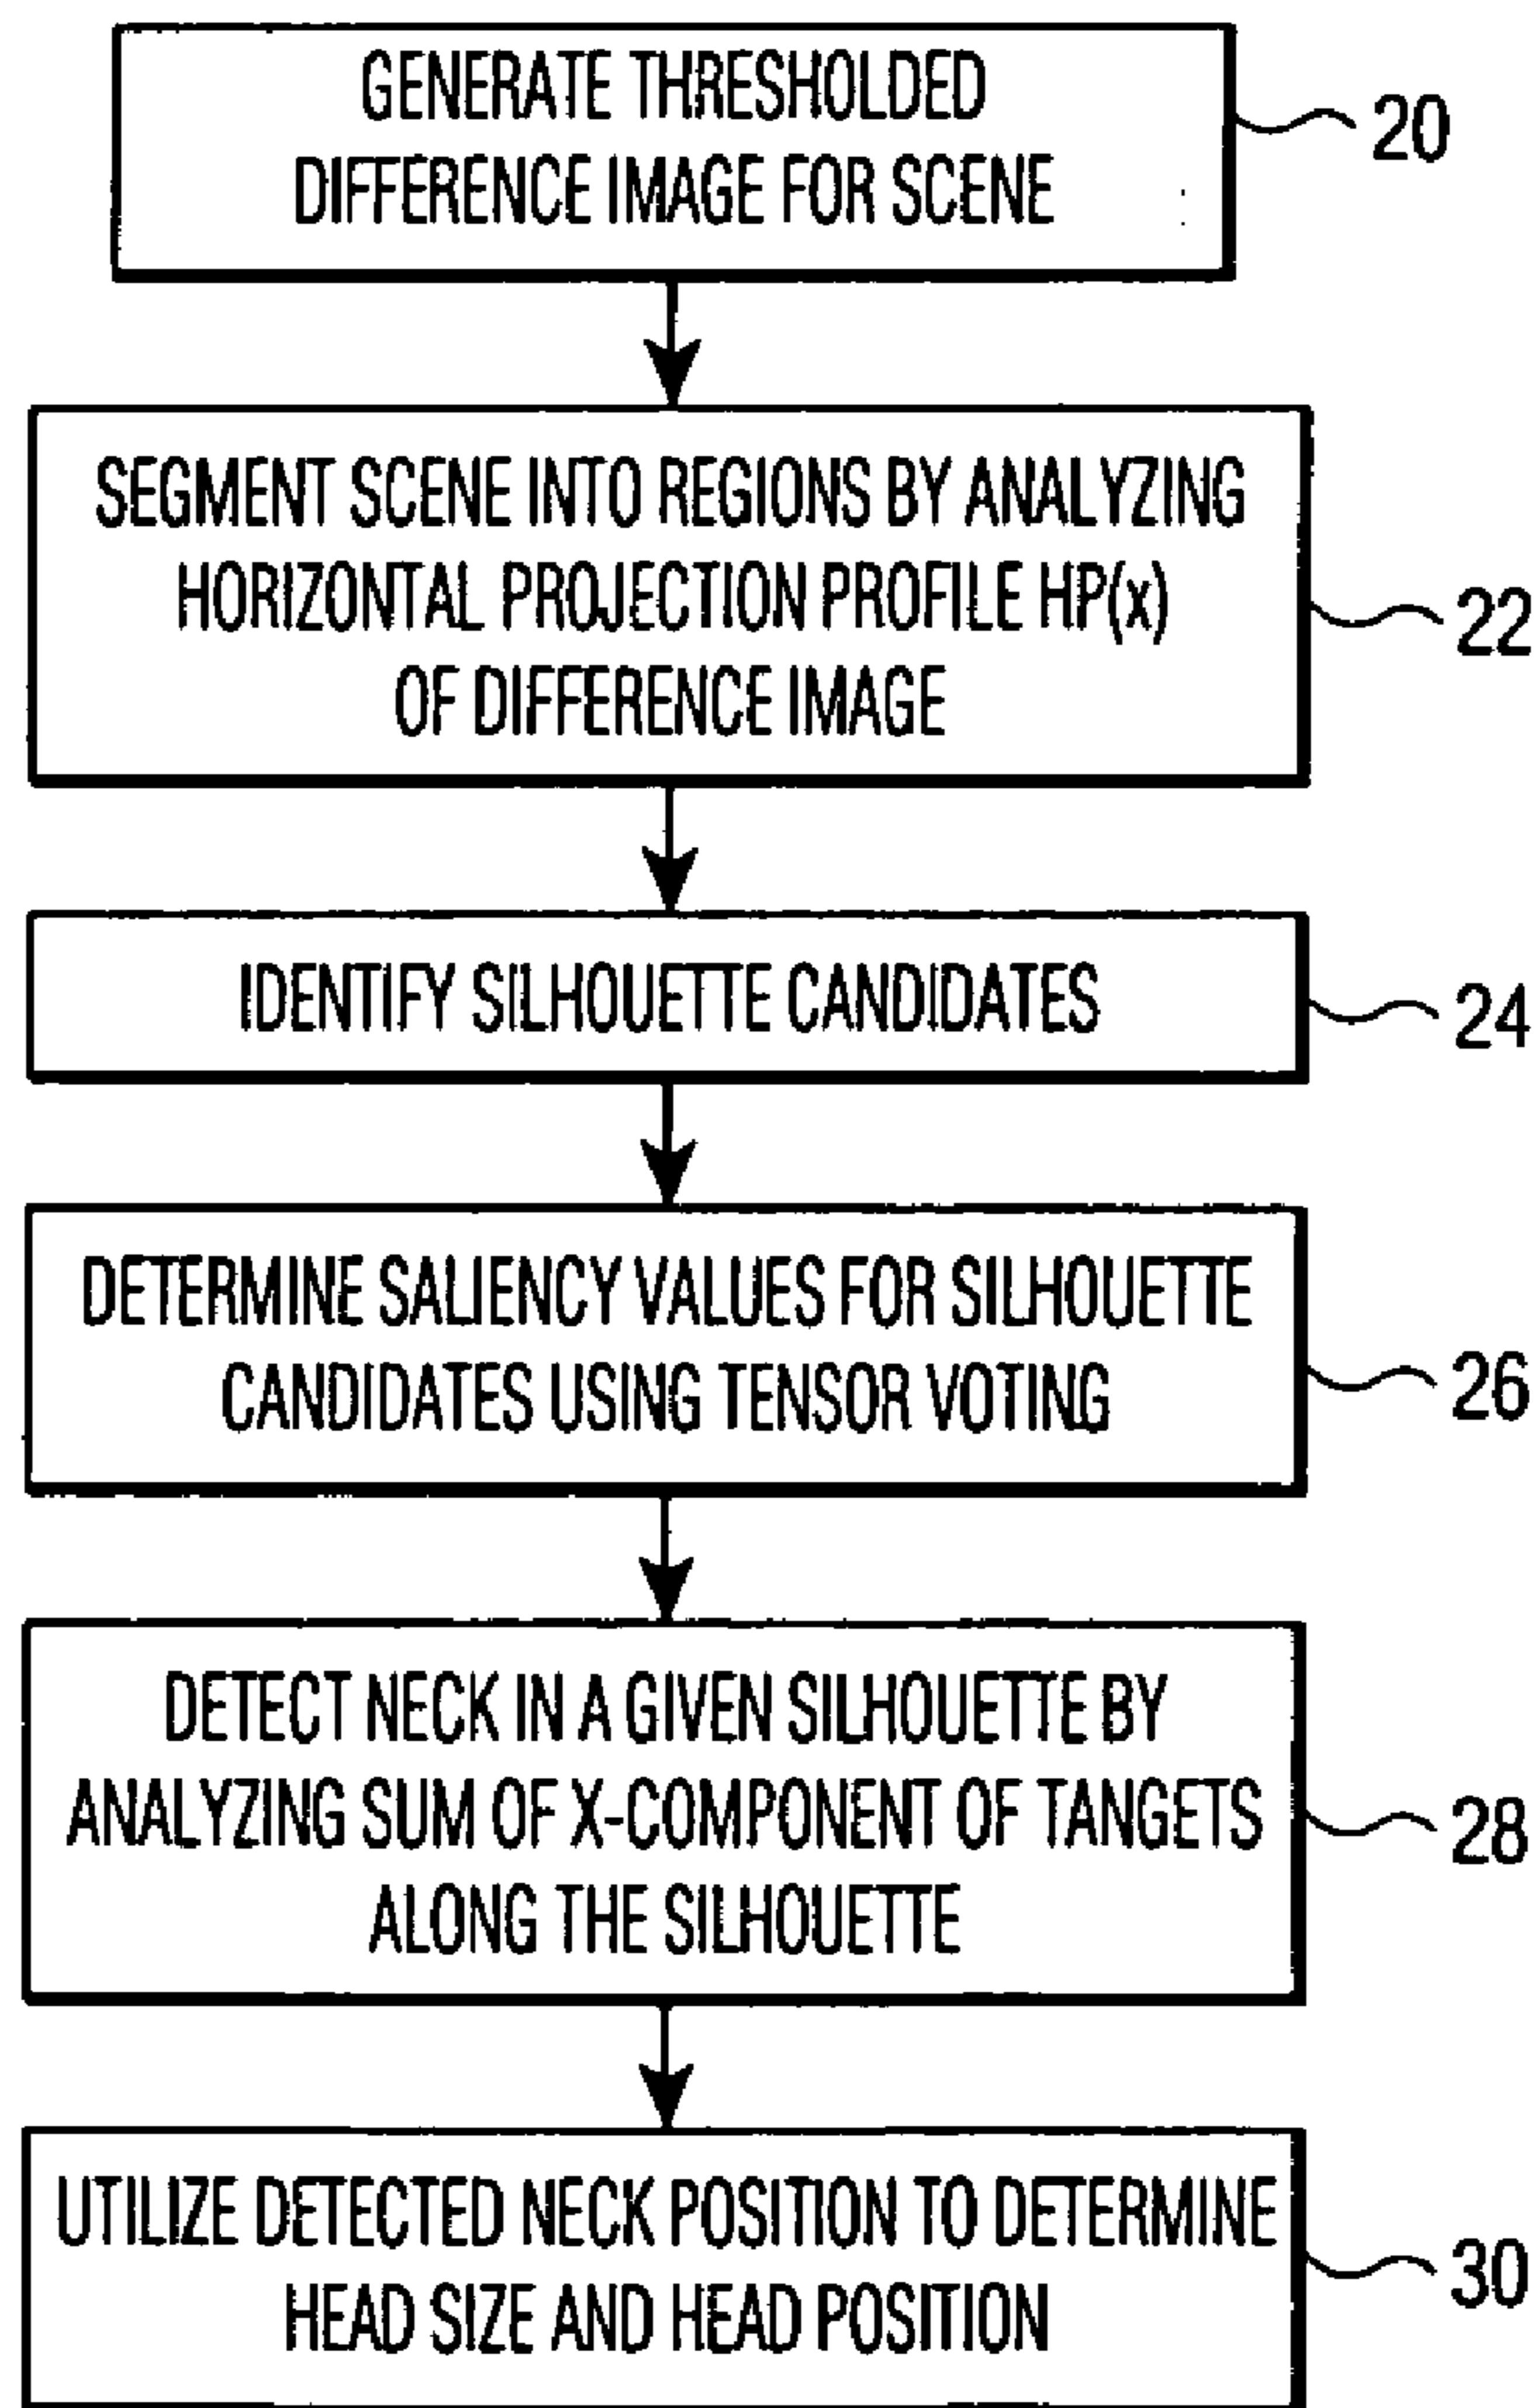 GENERATE THRESHOLDED
DIFFERENCE IMAGE FOR SCENE
20
SEGMENT SCENE INTO REGIONS BY ANALYZING
HORIZONTAL PROJECTION PROFILE HP(x)
OF DIFFERENCE IMAGE
22
IDENTIFY SILHOUETTE CANDIDATES
24
DETERMINE SALIENCY VALUES FOR SILHOUETTE
CANDIDATES USING TENSOR VOTING
26
DETECT NECK IN A GIVEN SILHOUETTE BY
ANALYZING SUM OF X-COMPONENT OF TANGETS
ALONG THE SILHOUETTE
28
UTILIZE DETECTED NECK POSITION TO DETERMINE
HEAD SIZE AND HEAD POSITION
30